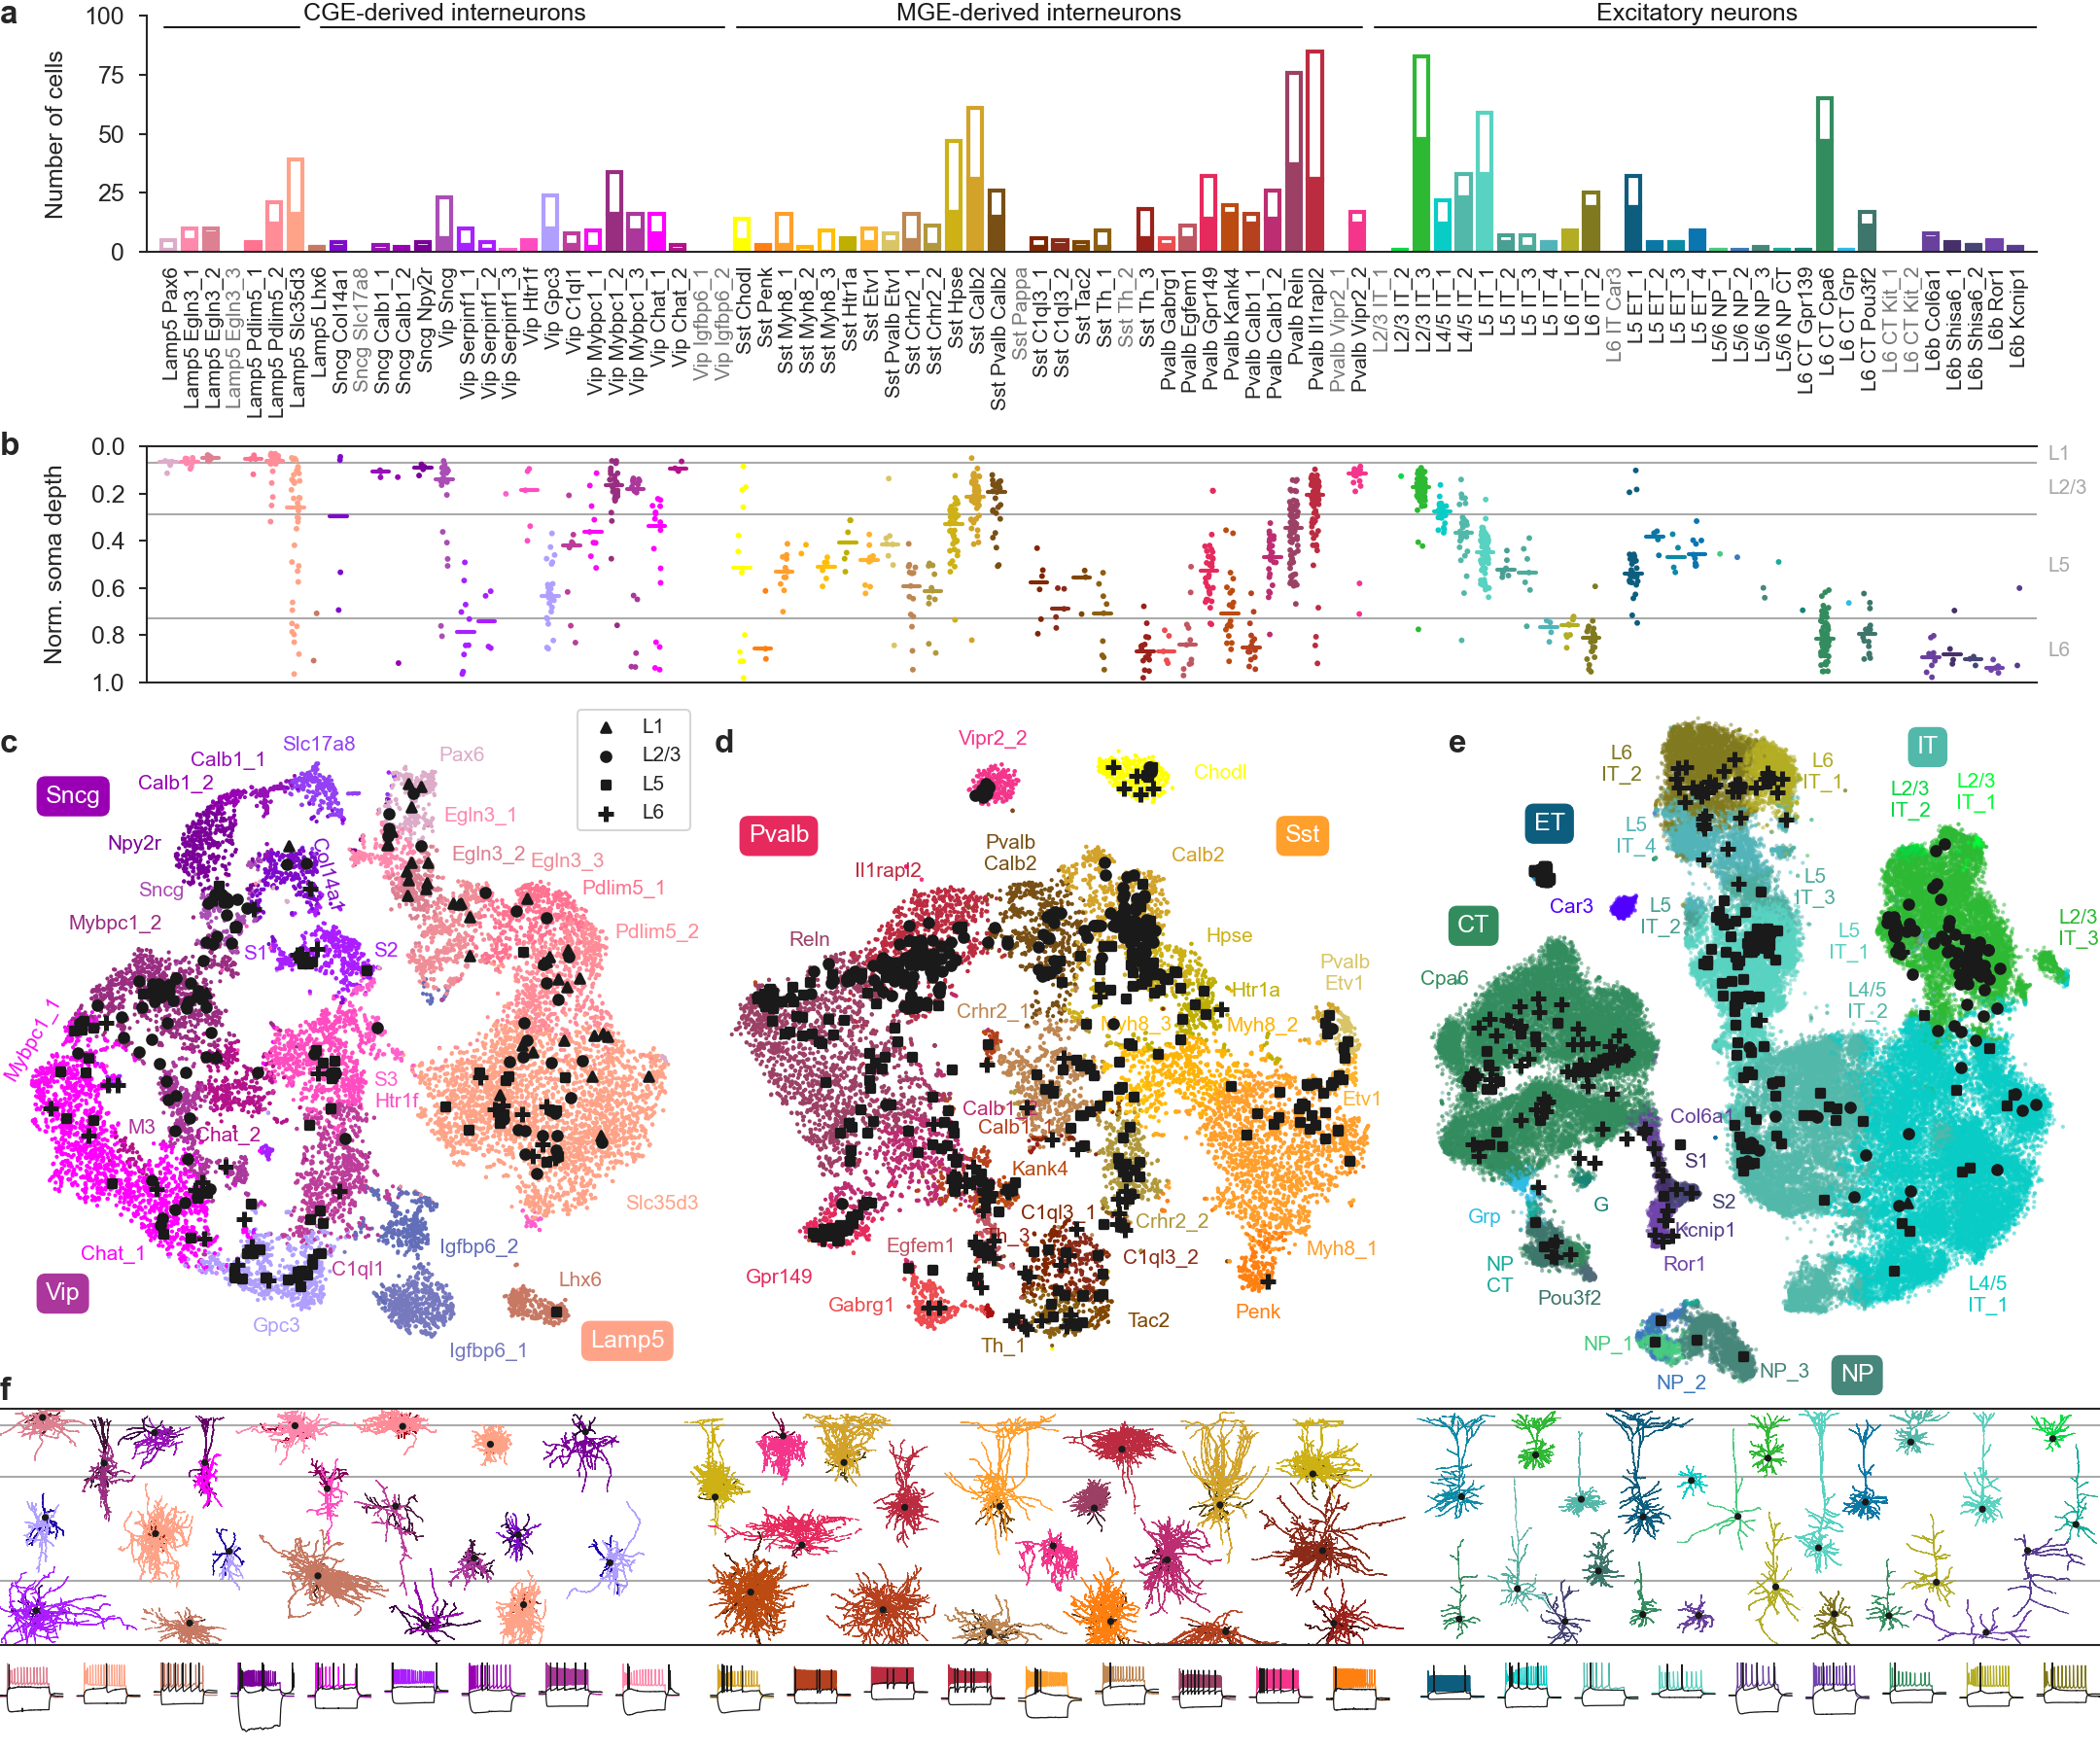 a
CGE-derived interneurons
MGE-derived interneurons
Excitatory neurons
Number of cells
100
75
50
25
0
Lamp5 Pax6
Lamp5 Egln3_1
Lamp5 Egln3_2
Lamp5 Egln3_3
Lamp5 Pdlim5_1
Lamp5 Pdlim5_2
Lamp5 Slc35d3
Lamp5 Lhx6
Sncg Col14a1
Sncg Slc17a8
Sncg Calb1_1
Sncg Calb1_2
Sncg Npy2r
Vip Sncg
Vip Serpinf1_1
Vip Serpinf1_2
Vip Serpinf1_3
Vip Htr1f
Vip Gpc3
Vip C1ql1
Vip Mybpc1_1
Vip Mybpc1_2
Vip Mybpc1_3
Vip Chat_1
Vip Chat_2
Vip Igfbp6_1
Vip Igfbp6_2
Sst Chodl
Sst Penk
Sst Myh8_1
Sst Myh8_2
Sst Myh8_3
Sst Htr1a
Sst Etv1
Sst Pvalb Etv1
Sst Crhr2_1
Sst Crhr2_2
Sst Hpse
Sst Calb2
Sst Pvalb Calb2
Sst Pappa
Sst C1ql3_1
Sst C1ql3_2
Sst Tac2
Sst Th_1
Sst Th_2
Sst Th_3
Pvalb Gabrg1
Pvalb Egfem1
Pvalb Gpr149
Pvalb Kank4
Pvalb Calb1_1
Pvalb Calb1_2
Pvalb Reln
Pvalb Il1rapl2
Pvalb Vipr2_1
Pvalb Vipr2_2
L2/3 IT_1
L2/3 IT_2
L2/3 IT_3
L4/5 IT_1
L4/5 IT_2
L5 IT_1
L5 IT_2
L5 IT_3
L5 IT_4
L6 IT_1
L6 IT_2
L6 IT Car3
L5 ET_1
L5 ET_2
L5 ET_3
L5 ET_4
L5/6 NP_1
L5/6 NP_2
L5/6 NP_3
L5/6 NP CT
L6 CT Gpr139
L6 CT Cpa6
L6 CT Grp
L6 CT Pou3f2
L6 CT Kit_1
L6 CT Kit_2
L6b Col6a1
L6b Shisa6_1
L6b Shisa6_2
L6b Ror1
L6b Kcnip1
b
Norm. soma depth
0.0
0.2
0.4
0.6
0.8
1.0
L1
L2/3
L5
L6
c
L1
L2/3
L5
L6
Sncg
Calb1_1
Slc17a8
Calb1_2
Npy2r
Col14a1
Sncg
Mybpc1_2
S1
S2
Mybpc1_1
M3
Chat_2
S3
Htr1f
Chat_1
C1ql1
Vip
Gpc3
Pax6
Egln3_1
Egln3_2
Egln3_3
Pdlim5_1
Pdlim5_2
Slc35d3
Igfbp6_2
Igfbp6_1
Lhx6
Lamp5
d
Vipr2_2
Chodl
Pvalb
Sst
Pvalb
Calb2
Calb2
Il1rapl2
Reln
Hpse
Pvalb
Etv1
Crhr2_1
Htr1a
Myh8_3
Myh8_2
Calb1_2
Calb1_1
Etv1
Kank4
C1ql3_1
Crhr2_2
Th_3
Egfem1
C1ql3_2
Myh8_1
Gpr149
Gabrg1
Tac2
Penk
Th_1
e
L6
IT_2
L6
IT_1
IT
ET
L2/3
IT_2
L2/3
IT_1
L5
IT_4
L5
IT_3
Car3
L5
IT_2
L5
IT_1
L2/3
IT_3
CT
Cpa6
L4/5
IT_2
Col6a1
S1
S2
G
Grp
Kcnip1
Ror1
NP
CT
Pou3f2
L4/5
IT_1
NP_1
NP_2
NP_3
NP
f